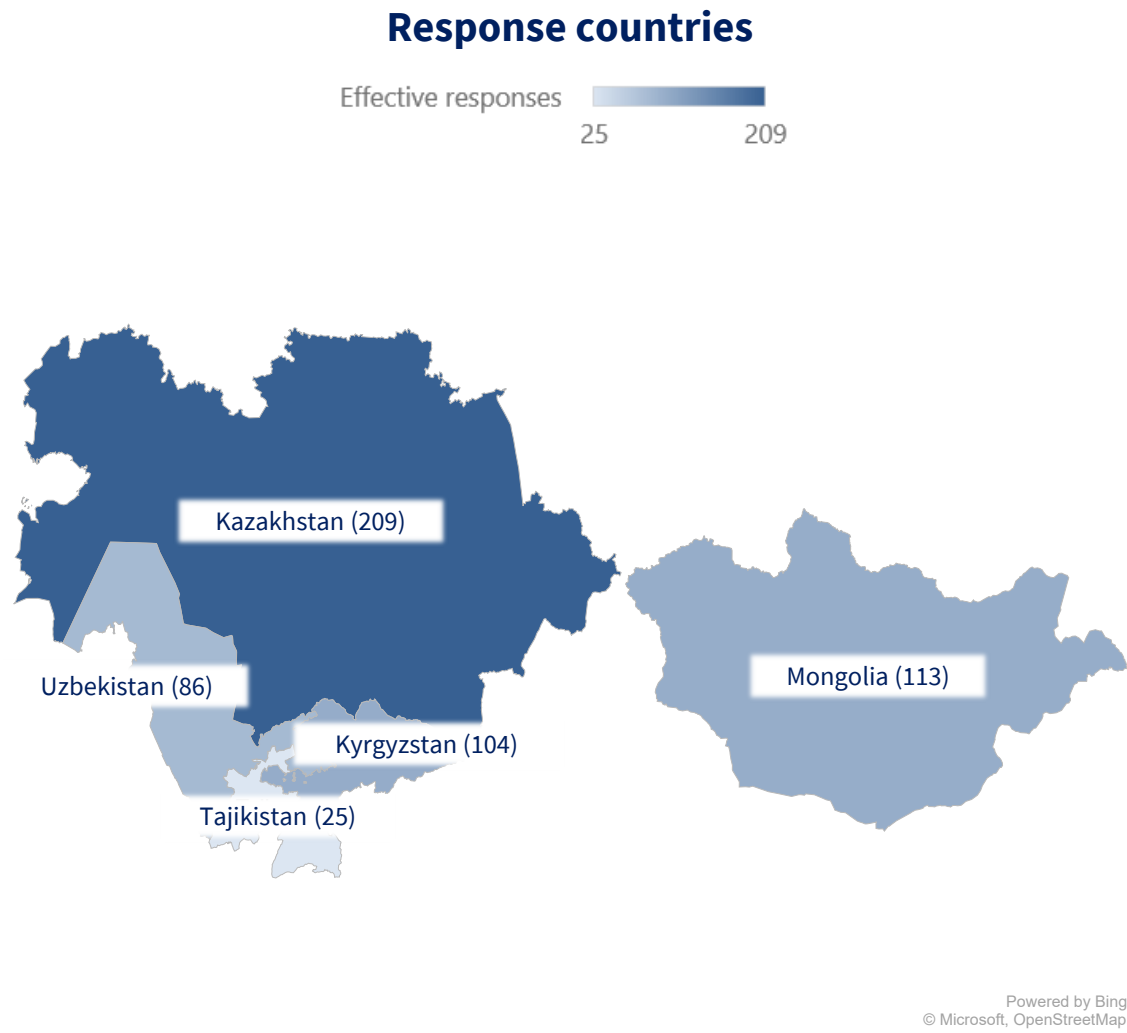 Response countries
Effective responses
25 209
Kazakhstan (209)
Mongolia (113)
Uzbekistan (86)
Kyrgyzstan (104)
Tajikistan (25)
Powered by Bing
© Microsoft, OpenStreetMap